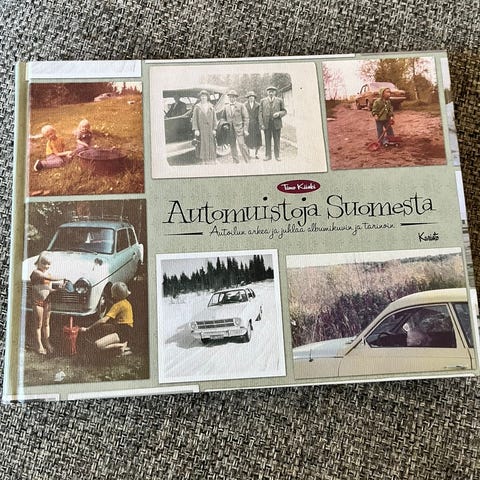 Timo Kiiski
Automuistoja Suomesta
Autoilun arkea ja juhlaa albumikuvin ja tarinoin
Karisto